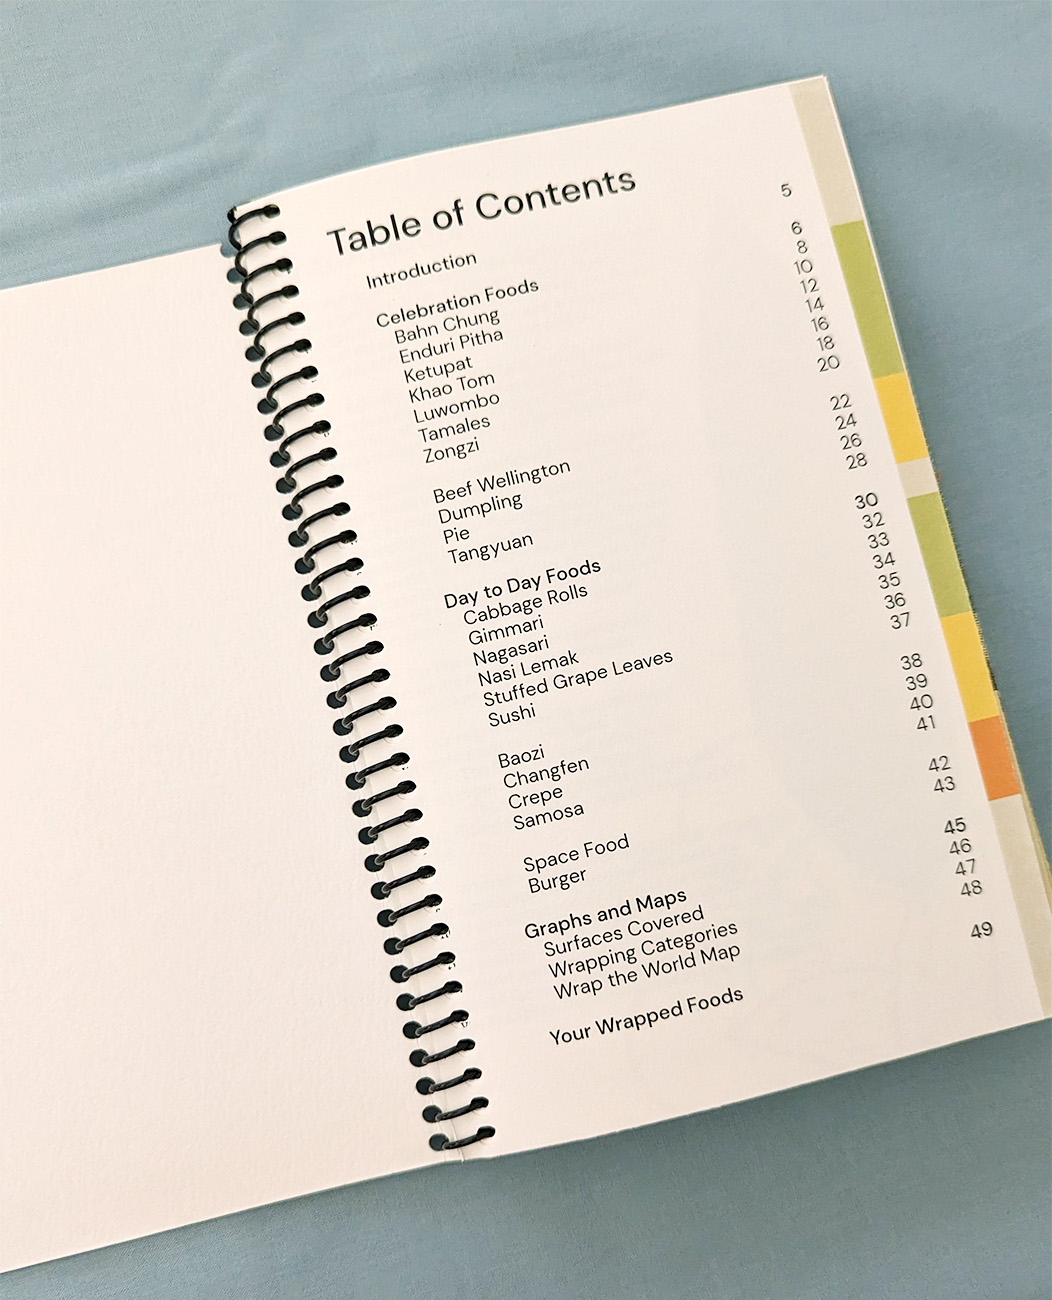 Table of Contents
Introduction 5
Celebration Foods 6
Bahn Chung 8
Enduri Pitha 10
Ketupat 12
Khao Tom 14
Luwombo 16
Tamales 18
Zongzi 20
Beef Wellington 22
Dumpling 24
Pie 26
Tangyuan 28
Day to Day Foods 30
Cabbage Rolls 32
Gimmari 33
Nagasari 34
Nasi Lemak 35
Stuffed Grape Leaves 36
Sushi 37
Baozi 38
Changfen 39
Crepe 40
Samosa 41
Space Food 42
Burger 43
Graphs and Maps 45
Surfaces Covered 46
Wrapping Categories 47
Wrap the World Map 48
Your Wrapped Foods 49